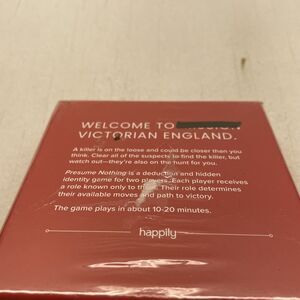 WELCOME TO
VICTORIAN ENGLAND.
A killer is on the loose and could be closer than you
think. Clear all of the suspects to find the killer, but
watch out—they're also on the hunt for you.
Presume Nothing is a deduction and hidden
identity game for two players. Each player receives
a role known only to them. Their role determines
their available moves and path to victory.
The game plays in about 10-20 minutes.
happily